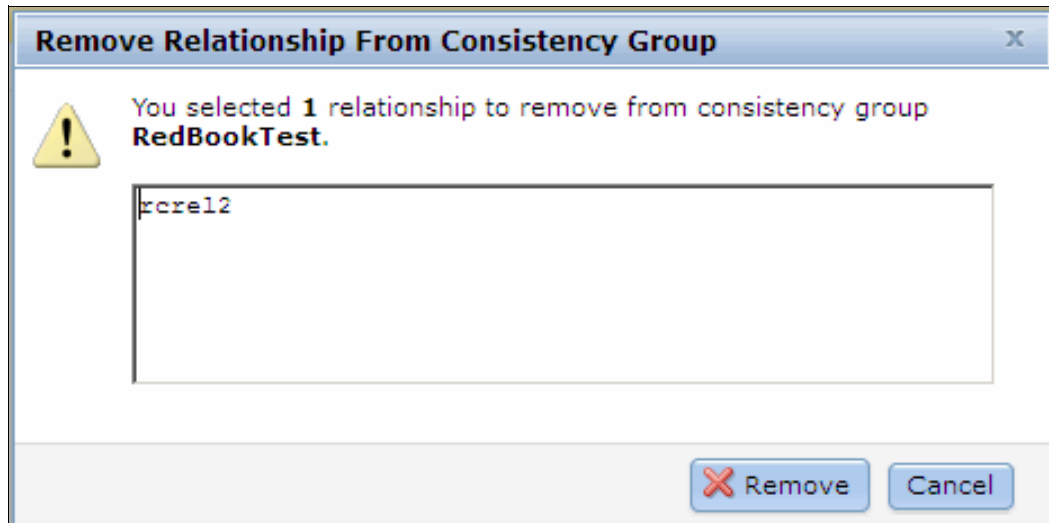 Remove Relationship From Consistency Group
x
You selected 1 relationship to remove from consistency group
RedBookTest.
rcrel2
Remove
Cancel